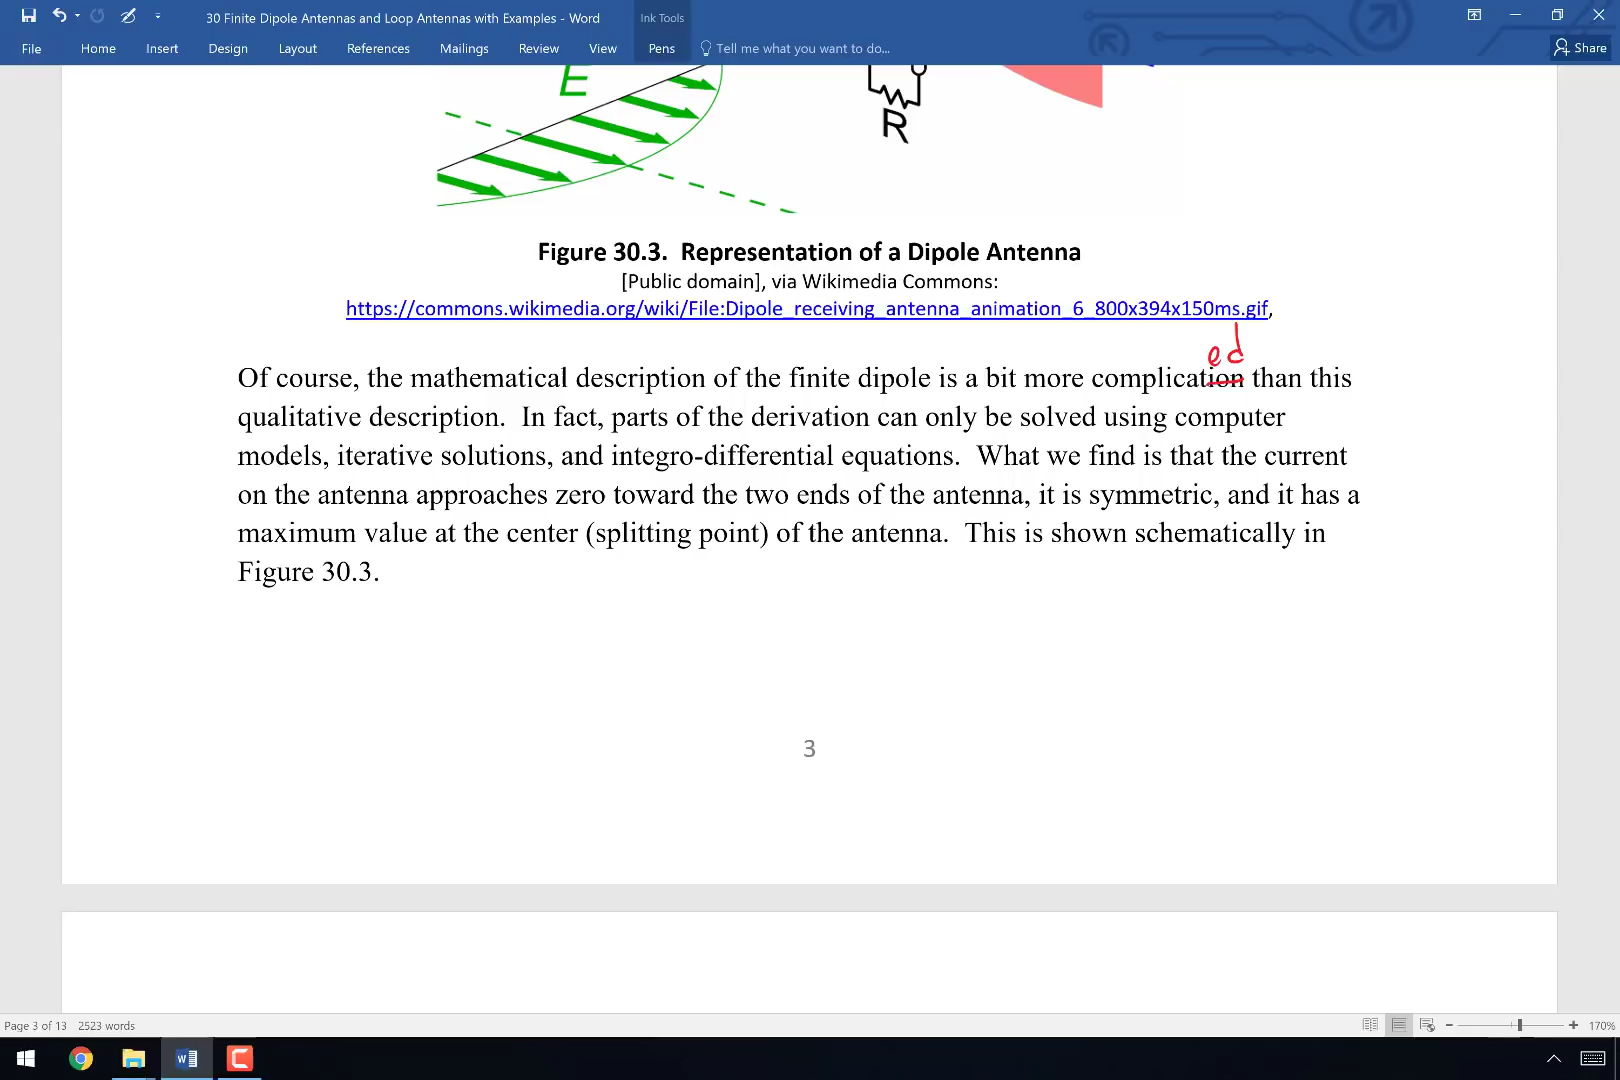 30 Finite Dipole Antennas and Loop Antennas with Examples - Word
Ink Tools
File Home Insert Design Layout References Mailings Review View Pens Tell me what you want to do... Share
E
R
Figure 30.3. Representation of a Dipole Antenna
[Public domain], via Wikimedia Commons:
https://commons.wikimedia.org/wiki/File:Dipole_receiving_antenna_animation_6_800x394x150ms.gif,
ed
Of course, the mathematical description of the finite dipole is a bit more complication than this
qualitative description. In fact, parts of the derivation can only be solved using computer
models, iterative solutions, and integro-differential equations. What we find is that the current
on the antenna approaches zero toward the two ends of the antenna, it is symmetric, and it has a
maximum value at the center (splitting point) of the antenna. This is shown schematically in
Figure 30.3.
3
Page 3 of 13 2523 words
170%